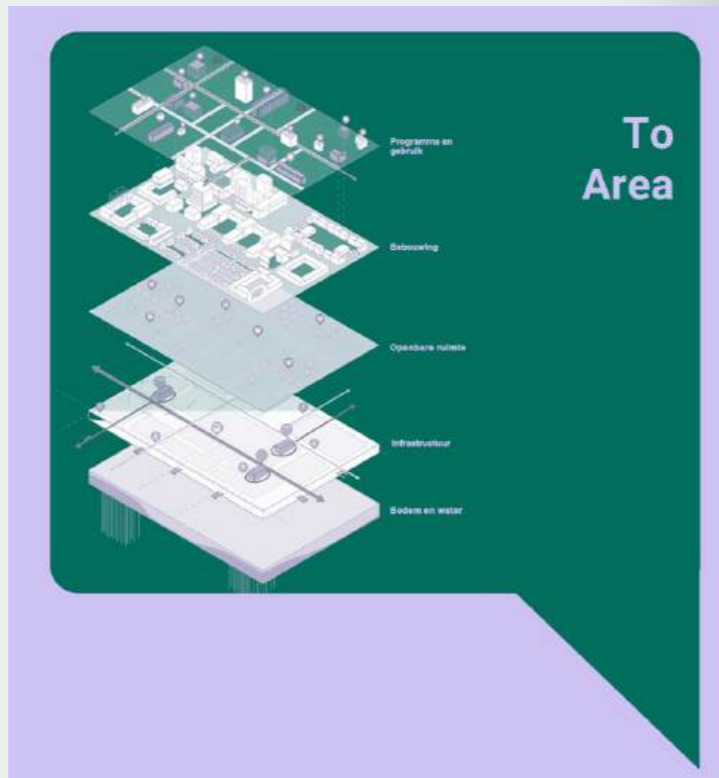 To
Area
Programma en
gebruik
Bebouwing
Openbare ruimte
Infrastructuur
Bodem en water